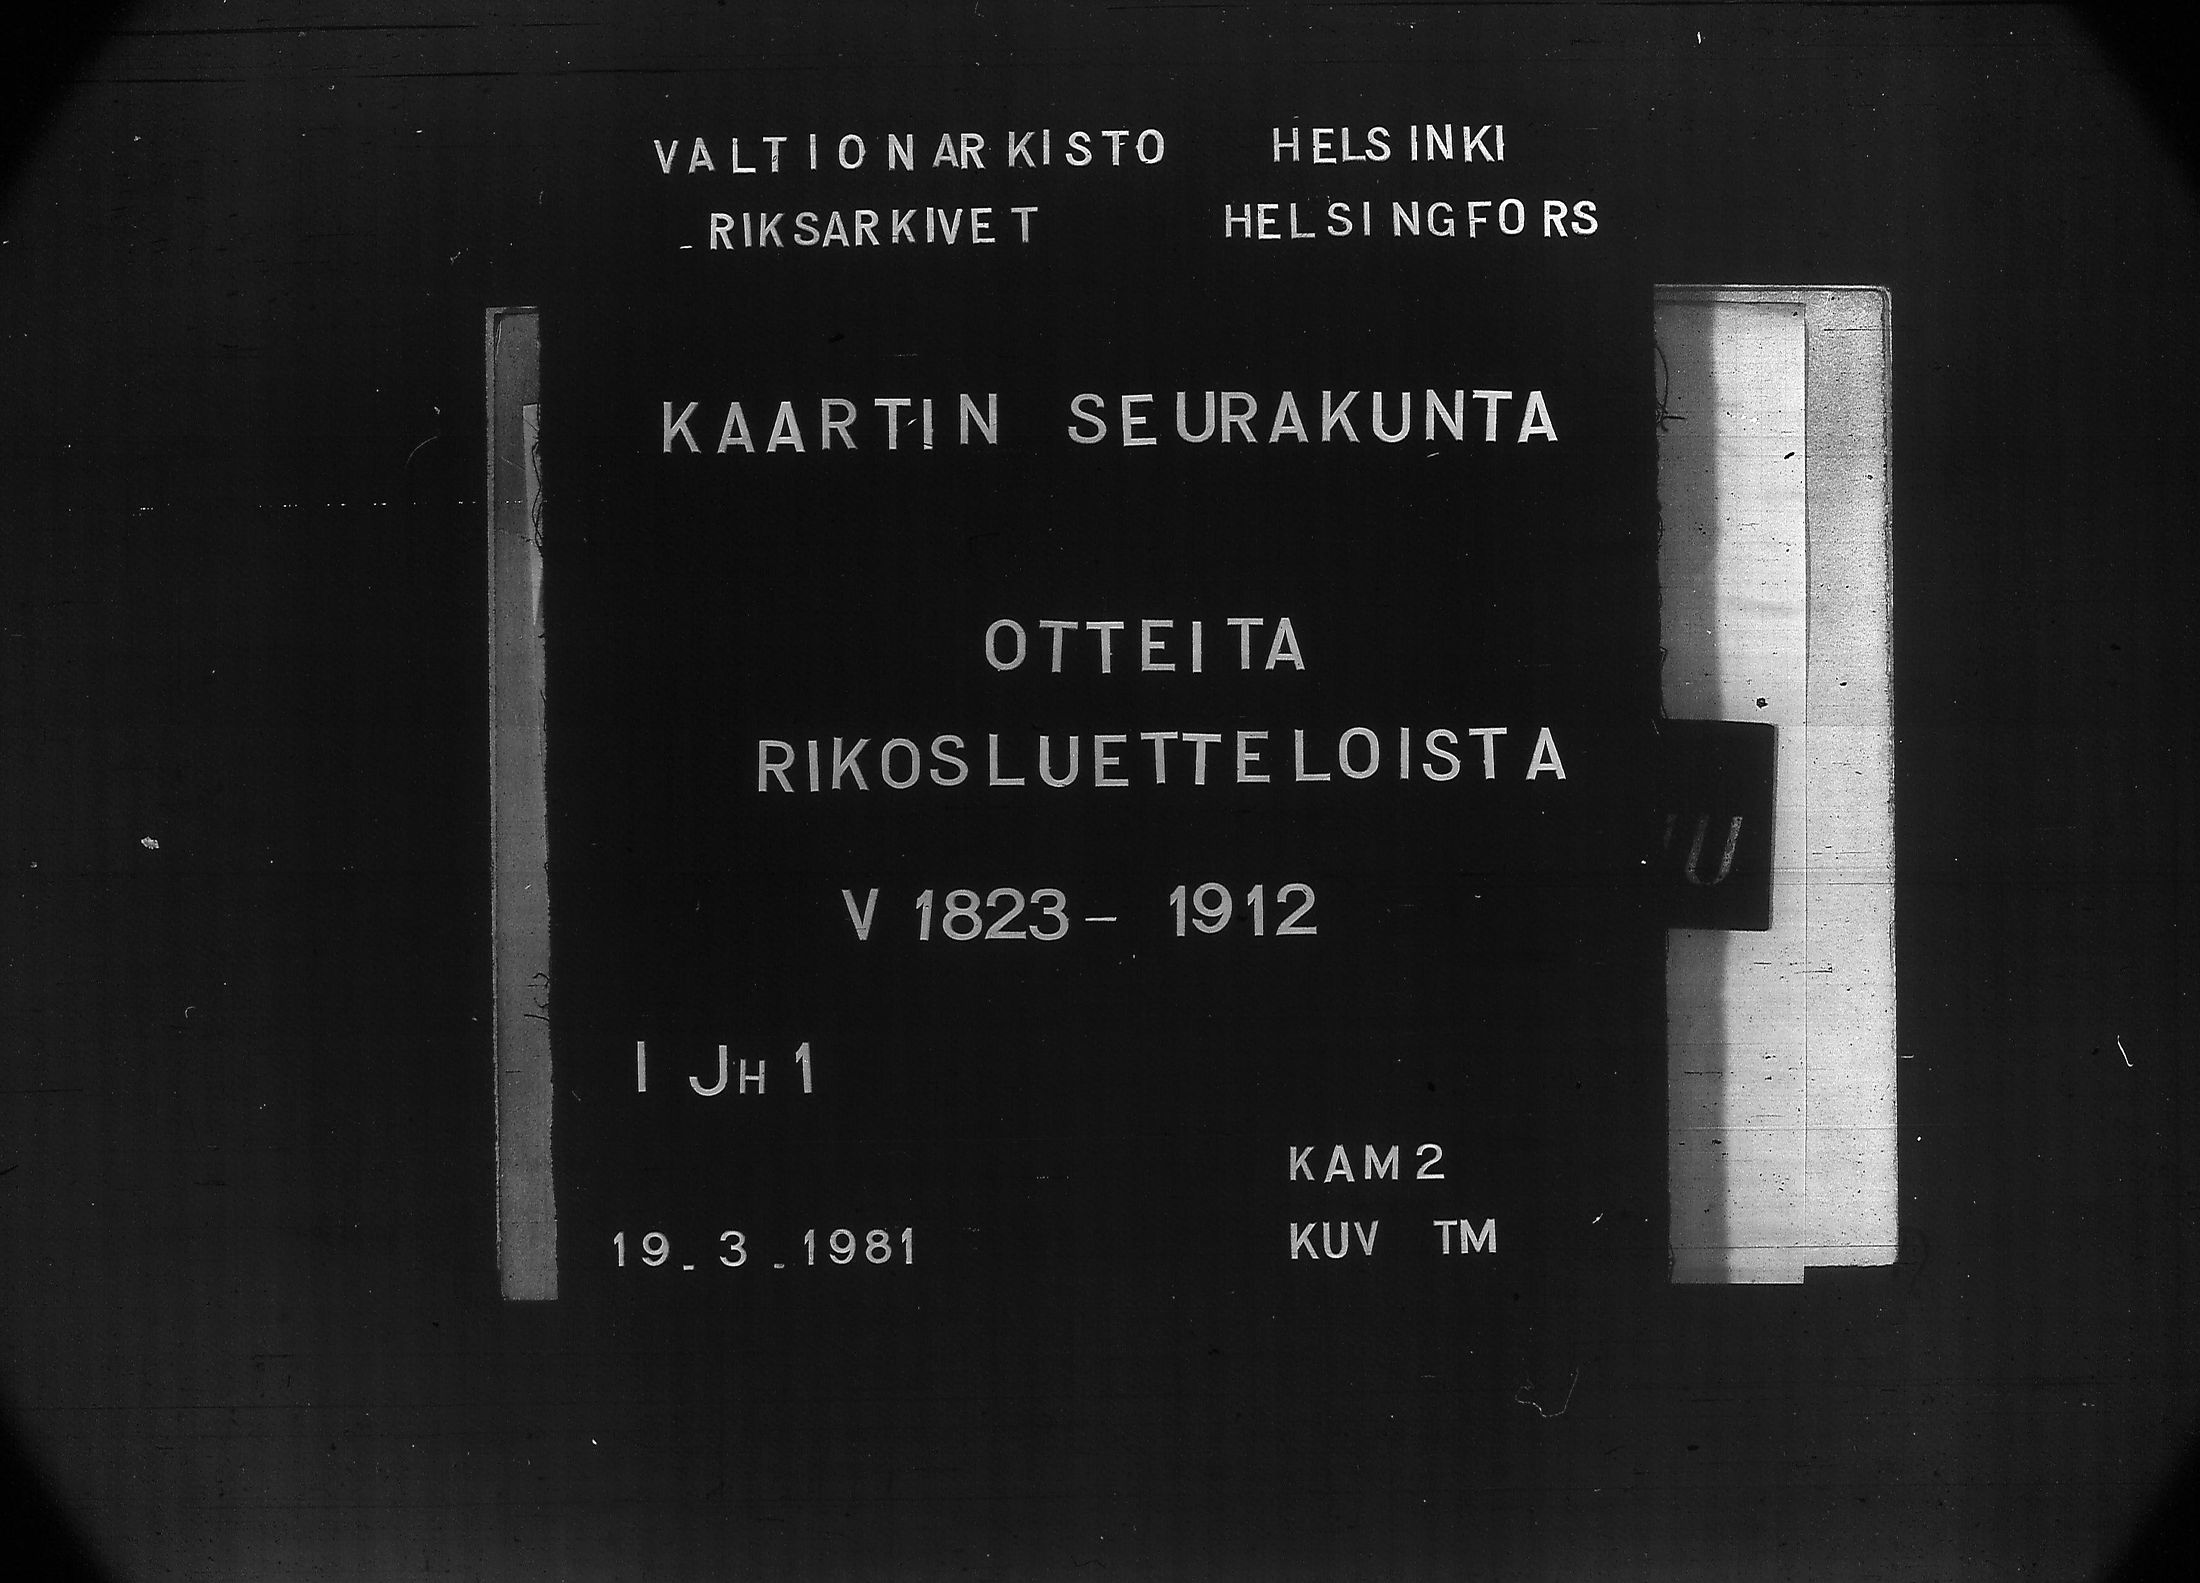 VALTIONARKISTO HELSINKI
RIKSARKIVET HELSINGFORS
KAARTIN SEURAKUNTA
OTTEITA
RIKOSLUETTELOISTA
V 1823 - 1912
I JH 1
KAM 2
19.3.1981 KUV TM